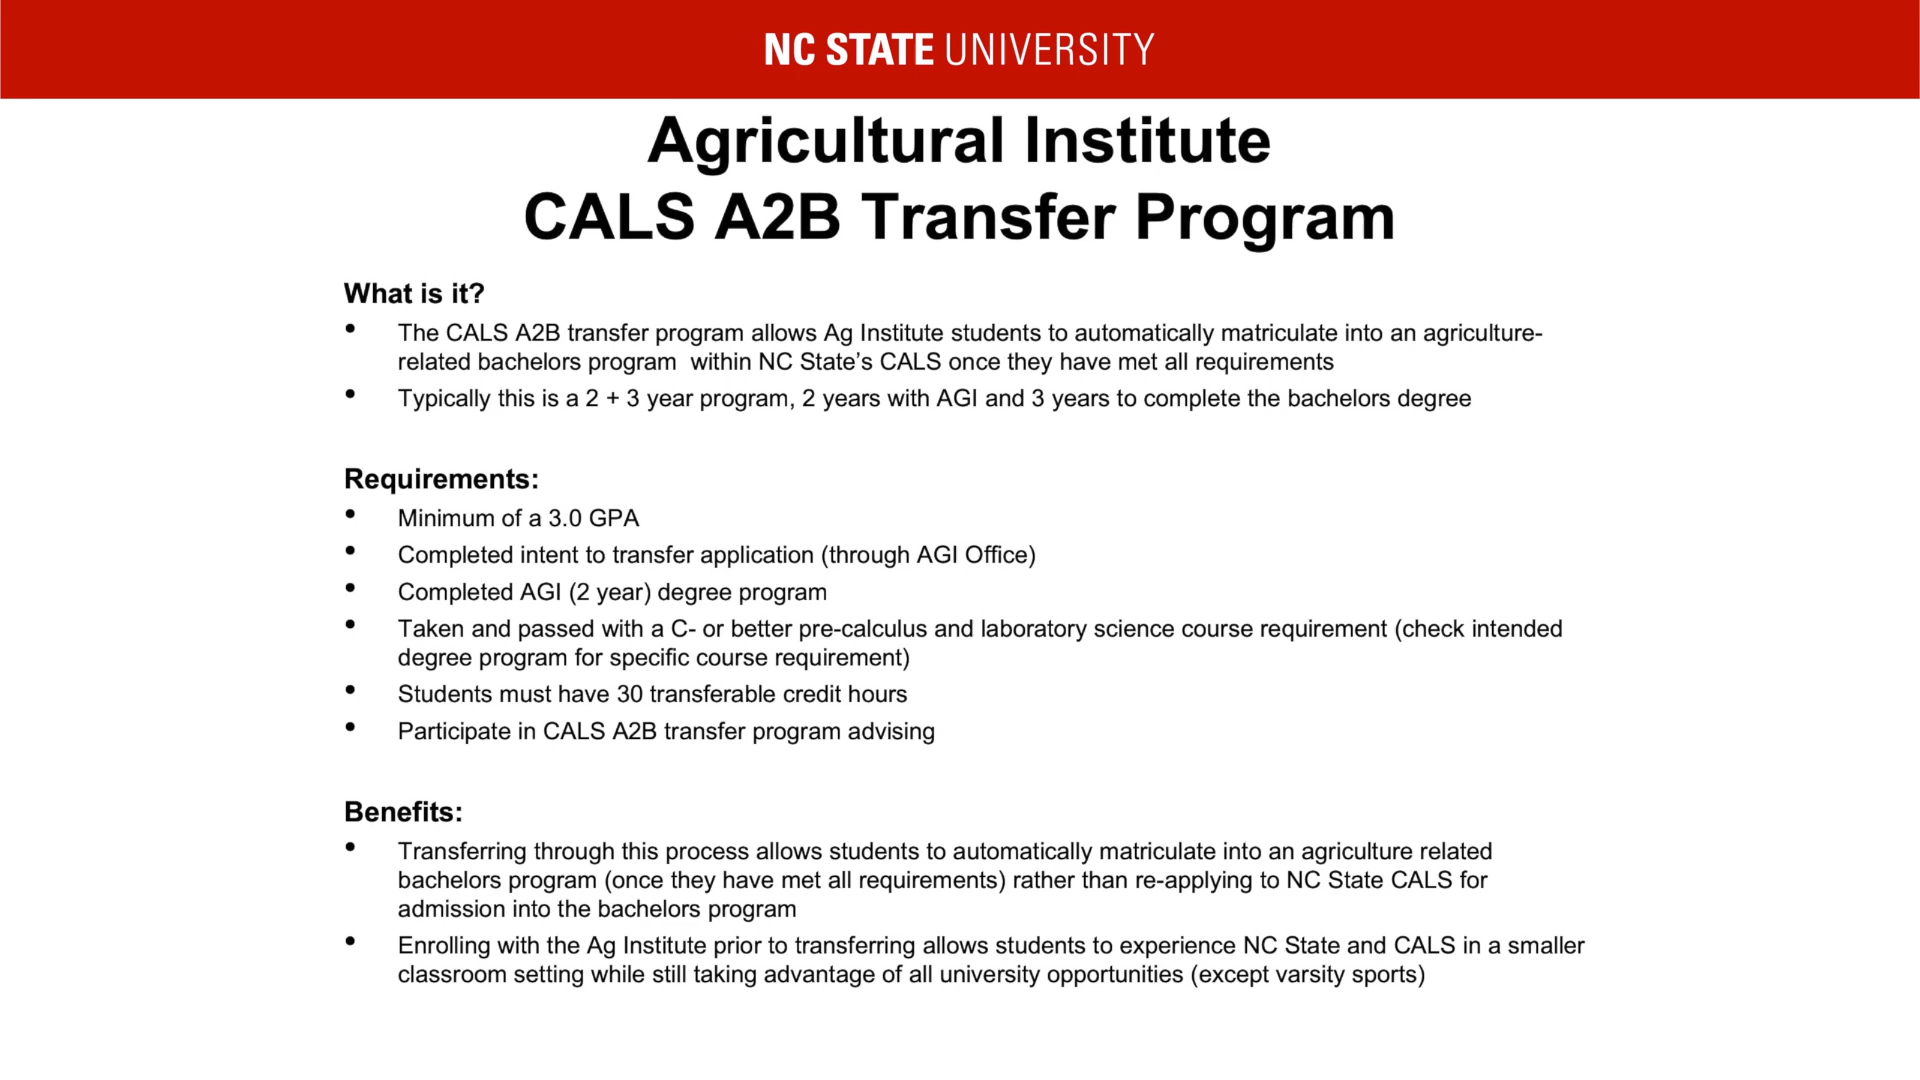 NC STATE UNIVERSITY
Agricultural Institute
CALS A2B Transfer Program
What is it?
• The CALS A2B transfer program allows Ag Institute students to automatically matriculate into an agriculture-
related bachelors program  within NC State’s CALS once they have met all requirements
• Typically this is a 2 + 3 year program, 2 years with AGI and 3 years to complete the bachelors degree
Requirements:
• Minimum of a 3.0 GPA
• Completed intent to transfer application (through AGI Office)
• Completed AGI (2 year) degree program
• Taken and passed with a C- or better pre-calculus and laboratory science course requirement (check intended
degree program for specific course requirement)
• Students must have 30 transferable credit hours
• Participate in CALS A2B transfer program advising
Benefits:
• Transferring through this process allows students to automatically matriculate into an agriculture related
bachelors program (once they have met all requirements) rather than re-applying to NC State CALS for
admission into the bachelors program
• Enrolling with the Ag Institute prior to transferring allows students to experience NC State and CALS in a smaller
classroom setting while still taking advantage of all university opportunities (except varsity sports)